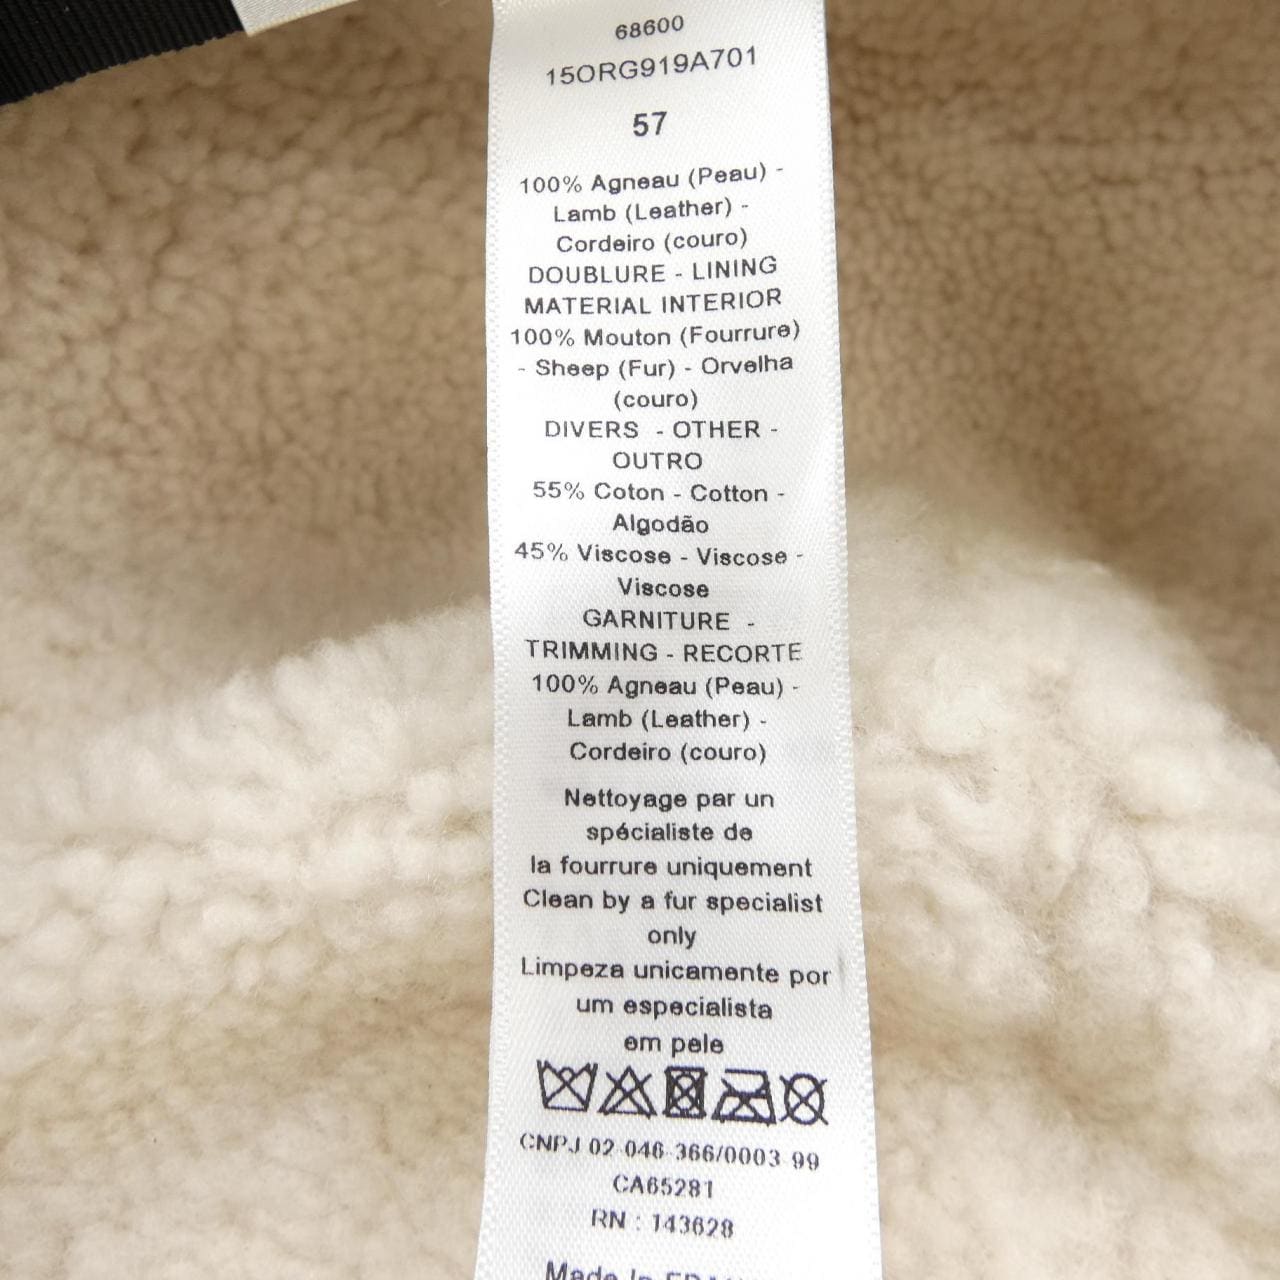 68600
15ORG919A701
57
100% Agneau (Peau) -
Lamb (Leather) -
Cordeiro (couro)
DOUBLURE - LINING
MATERIAL INTERIOR
100% Mouton (Fourrure)
- Sheep (Fur) - Orvelha
(couro)
DIVERS - OTHER -
OUTRO
55% Coton - Cotton -
Algodão
45% Viscose - Viscose -
Viscose
GARNITURE -
TRIMMING - RECORTE
100% Agneau (Peau) -
Lamb (Leather) -
Cordeiro (couro)
Nettoyage par un
spécialiste de
la fourrure uniquement
Clean by a fur specialist
only
Limpeza unicamente por
um especialista
em pele
CNPJ 02 046 366/0003 99
CA65281
RN : 143628
Made In